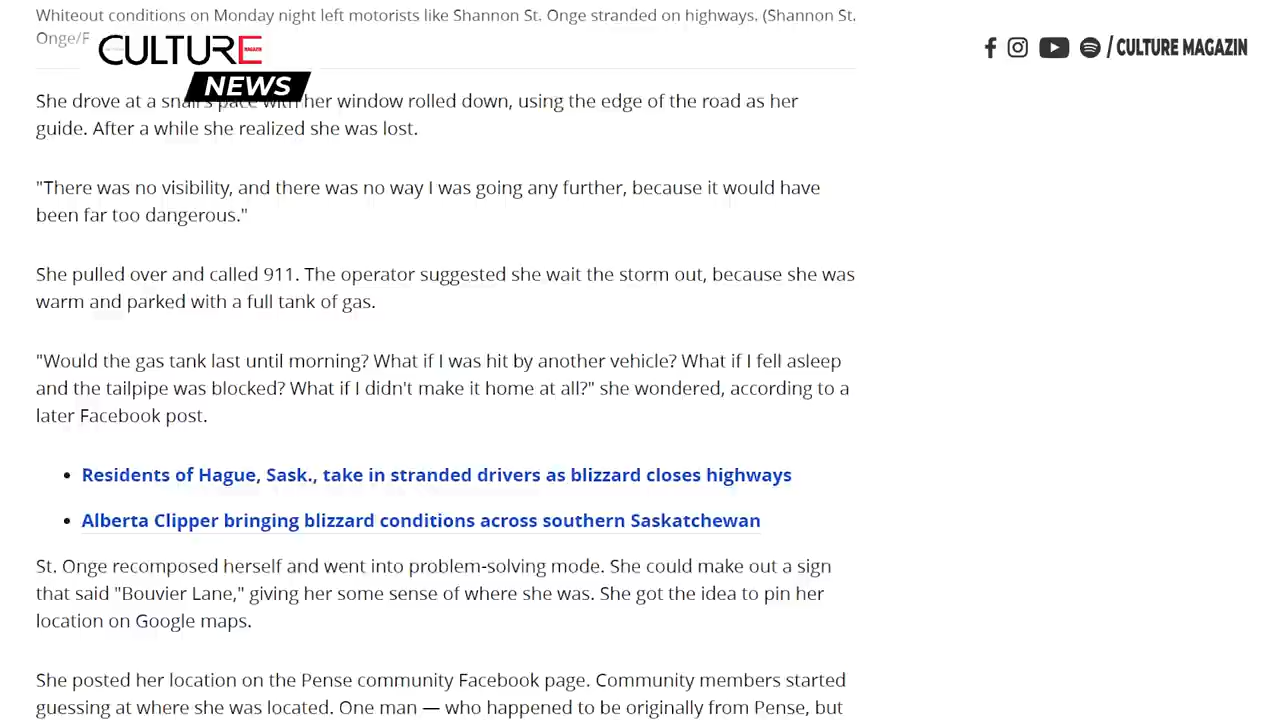 Whiteout conditions on Monday night left motorists like Shannon St. Onge stranded on highways. (Shannon St.
Onge/F
CULTURE
MAGAZIN
NEWS
/ CULTURE MAGAZIN
She drove at a snail's pace with her window rolled down, using the edge of the road as her
guide. After a while she realized she was lost.
"There was no visibility, and there was no way I was going any further, because it would have
been far too dangerous."
She pulled over and called 911. The operator suggested she wait the storm out, because she was
warm and parked with a full tank of gas.
"Would the gas tank last until morning? What if I was hit by another vehicle? What if I fell asleep
and the tailpipe was blocked? What if I didn't make it home at all?" she wondered, according to a
later Facebook post.
• Residents of Hague, Sask., take in stranded drivers as blizzard closes highways
• Alberta Clipper bringing blizzard conditions across southern Saskatchewan
St. Onge recomposed herself and went into problem-solving mode. She could make out a sign
that said "Bouvier Lane," giving her some sense of where she was. She got the idea to pin her
location on Google maps.
She posted her location on the Pense community Facebook page. Community members started
guessing at where she was located. One man — who happened to be originally from Pense, but